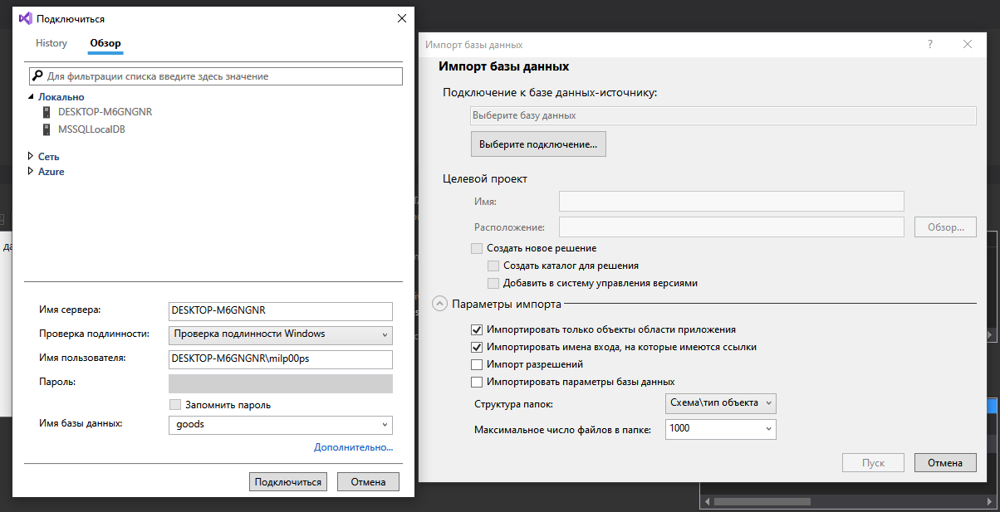 Подключиться
History Обзор
Для фильтрации списка введите здесь значение
Локально
DESKTOP-M6GNGNR
MSSQLLocalDB
Сеть
Azure
Имя сервера: DESKTOP-M6GNGNR
Проверка подлинности: Проверка подлинности Windows
Имя пользователя: DESKTOP-M6GNGNR\milp00ps
Пароль:
Запомнить пароль
Имя базы данных: goods
Дополнительно...
Подключиться Отмена
Импорт базы данных ?
Импорт базы данных
Подключение к базе данных-источнику:
Выберите базу данных
Выберите подключение...
Целевой проект
Имя:
Расположение: Обзор...
Создать новое решение
Создать каталог для решения
Добавить в систему управления версиями
Параметры импорта
Импортировать только объекты области приложения
Импортировать имена входа, на которые имеются ссылки
Импорт разрешений
Импортировать параметры базы данных
Структура папок: Схема\тип объекта
Максимальное число файлов в папке: 1000
Пуск Отмена